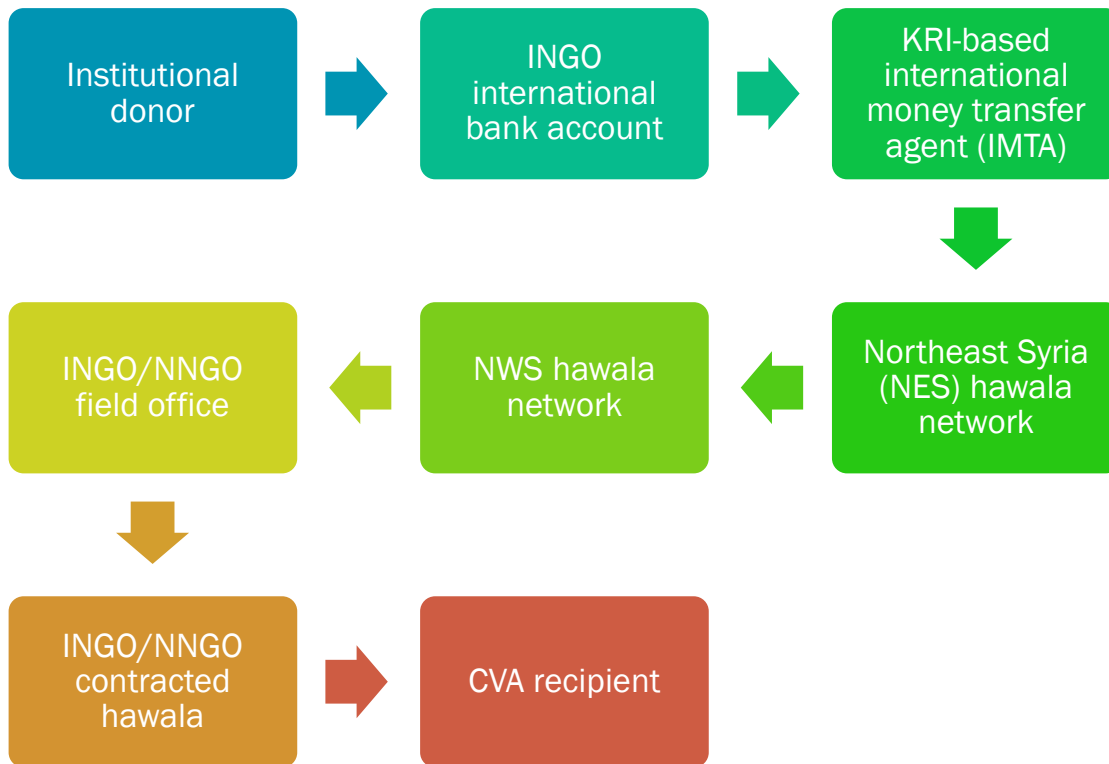 Institutional
donor
INGO
international
bank account
KRI-based
international
money transfer
agent (IMTA)
Northeast Syria
(NES) hawala
network
NWS hawala
network
INGO/NNGO
field office
INGO/NNGO
contracted
hawala
CVA recipient